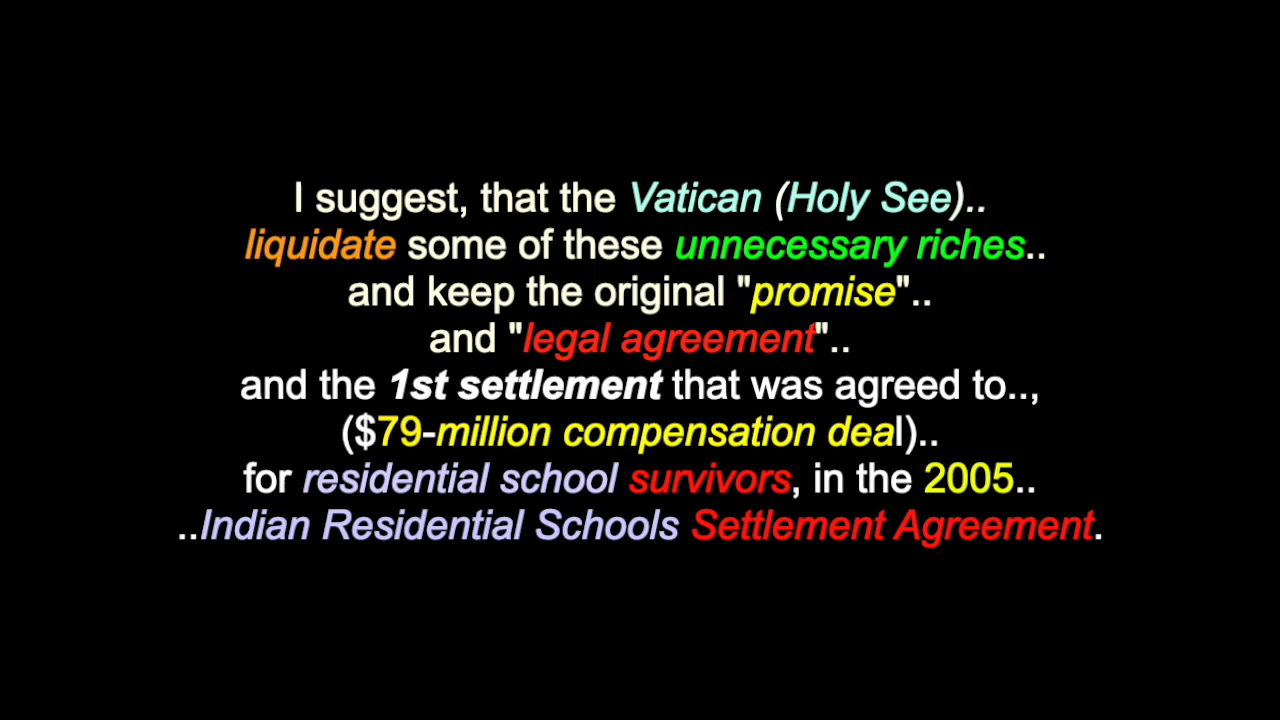 I suggest, that the Vatican (Holy See)..
liquidate some of these unnecessary riches..
and keep the original "promise"..
and "legal agreement"..
and the 1st settlement that was agreed to..,
($79-million compensation deal)..
for residential school survivors, in the 2005..
..Indian Residential Schools Settlement Agreement.